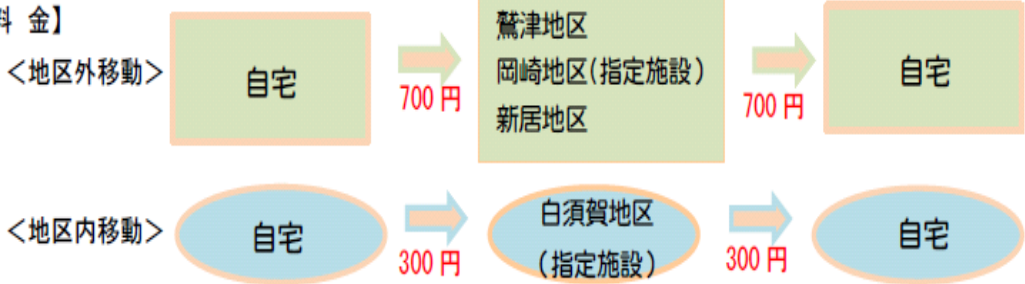 料 金】
＜地区外移動＞
自宅
700 円
鷲津地区
岡崎地区(指定施設)
新居地区
700 円
自宅
＜地区内移動＞
自宅
300 円
白須賀地区
(指定施設)
300 円
自宅